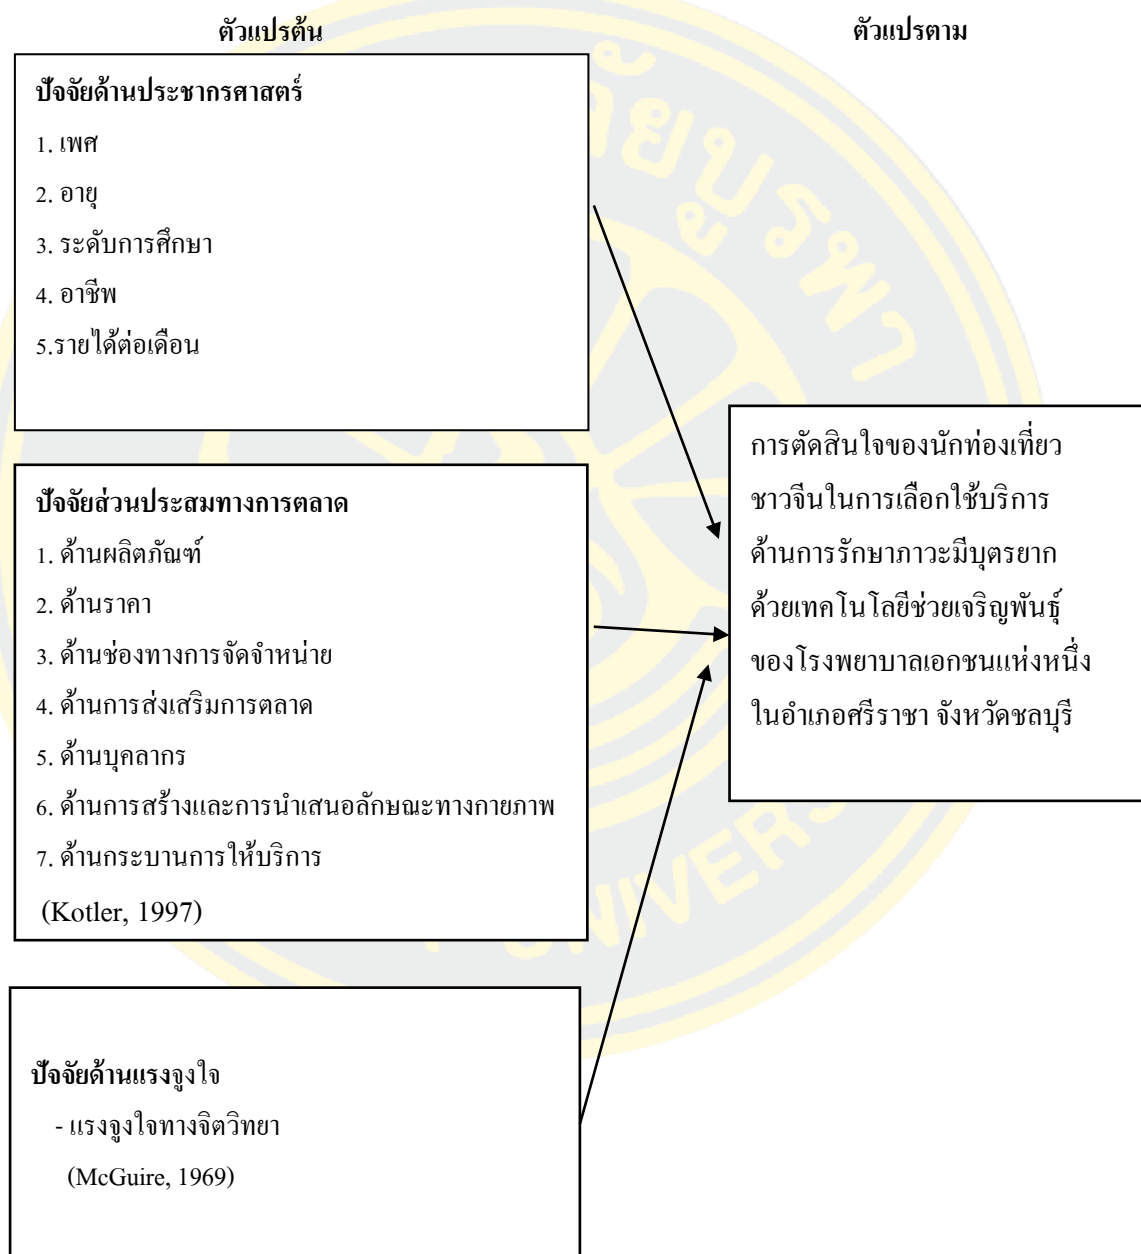 ตัวแปรต้น
ตัวแปรตาม
ปัจจัยด้านประชากรศาสตร์
1. เพศ
2. อายุ
3. ระดับการศึกษา
4. อาชีพ
5.รายได้ต่อเดือน
ปัจจัยส่วนประสมทางการตลาด
1. ด้านผลิตภัณฑ์
2. ด้านราคา
3. ด้านช่องทางการจัดจำหน่าย
4. ด้านการส่งเสริมการตลาด
5. ด้านบุคลากร
6. ด้านการสร้างและการนำเสนอลักษณะทางกายภาพ
7. ด้านกระบานการให้บริการ
(Kotler, 1997)
ปัจจัยด้านแรงจูงใจ
- แรงจูงใจทางจิตวิทยา
(McGuire, 1969)
การตัดสินใจของนักท่องเที่ยว
ชาวจีนในการเลือกใช้บริการ
ด้านการรักษาภาวะมีบุตรยาก
ด้วยเทคโนโลยีช่วยเจริญพันธุ์
ของโรงพยาบาลเอกชนแห่งหนึ่ง
ในอำเภอศรีราชา จังหวัดชลบุรี